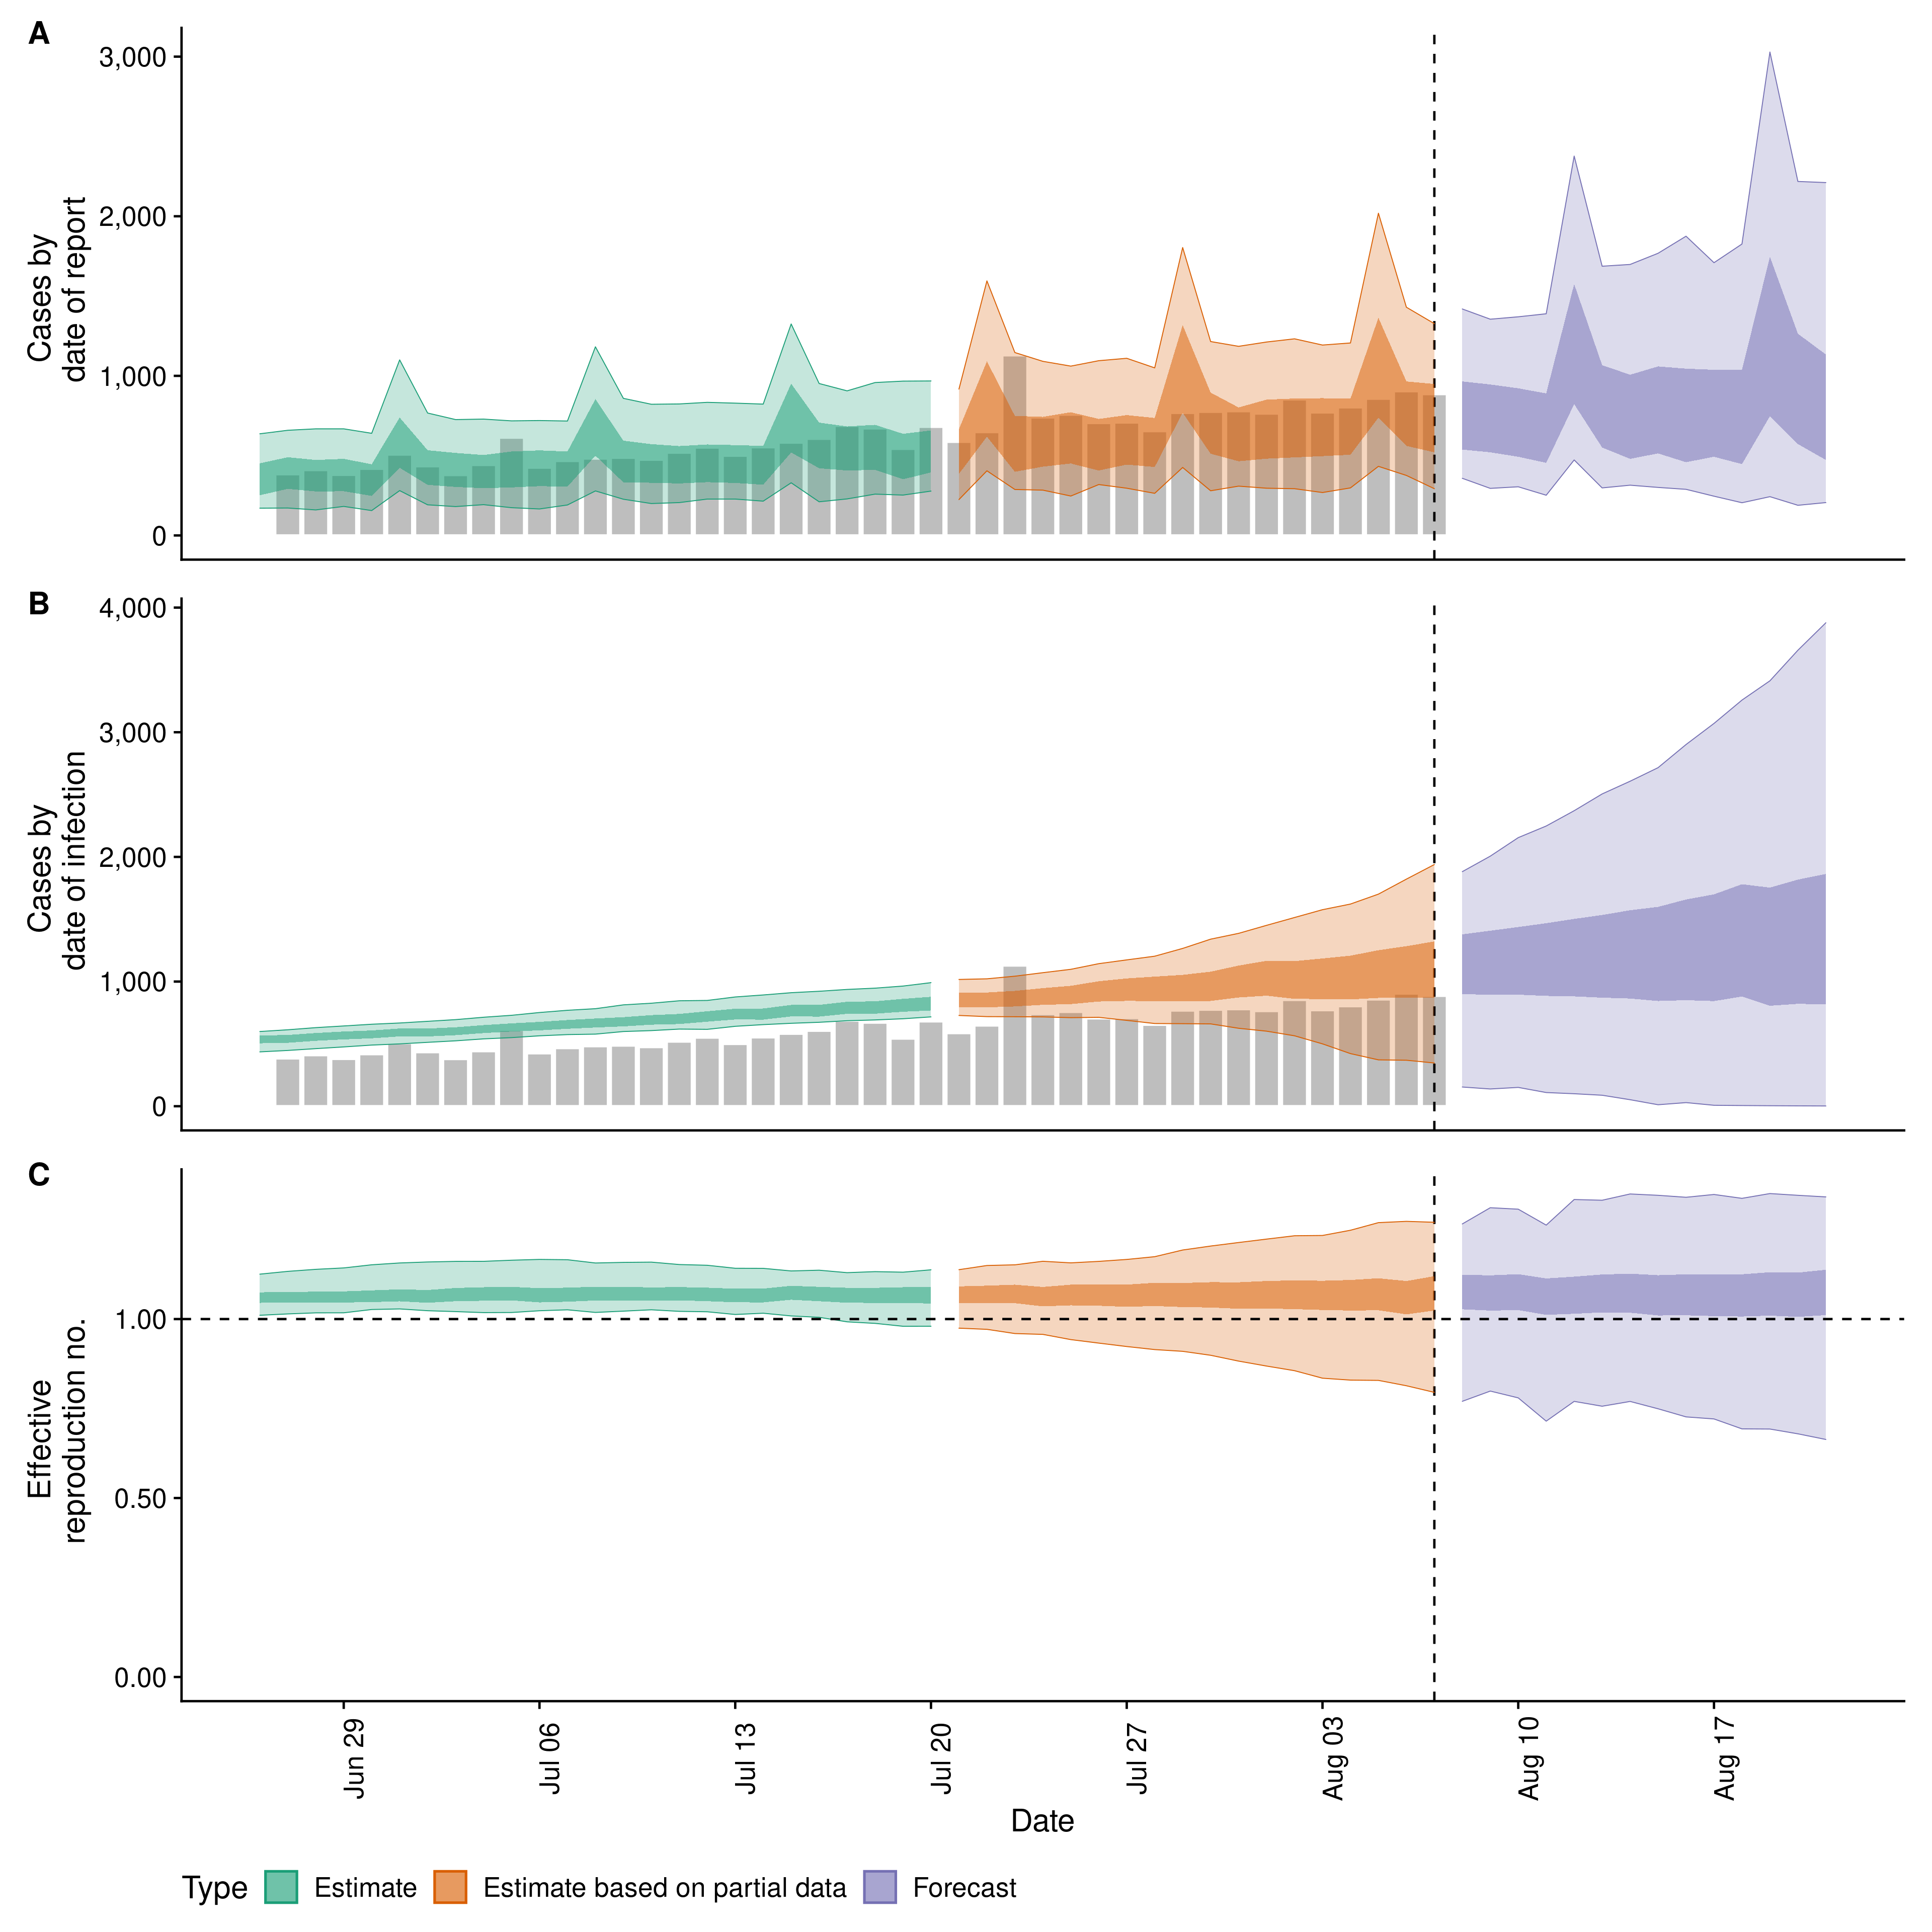 A
3,000
2,000
1,000
0
Cases by
date of report
B
4,000
3,000
2,000
1,000
0
Cases by
date of infection
C
1.00
0.50
0.00
Effective
reproduction no.
Jun 29
Jul 06
Jul 13
Jul 20
Jul 27
Aug 03
Aug 10
Aug 17
Date
Type Estimate Estimate based on partial data Forecast